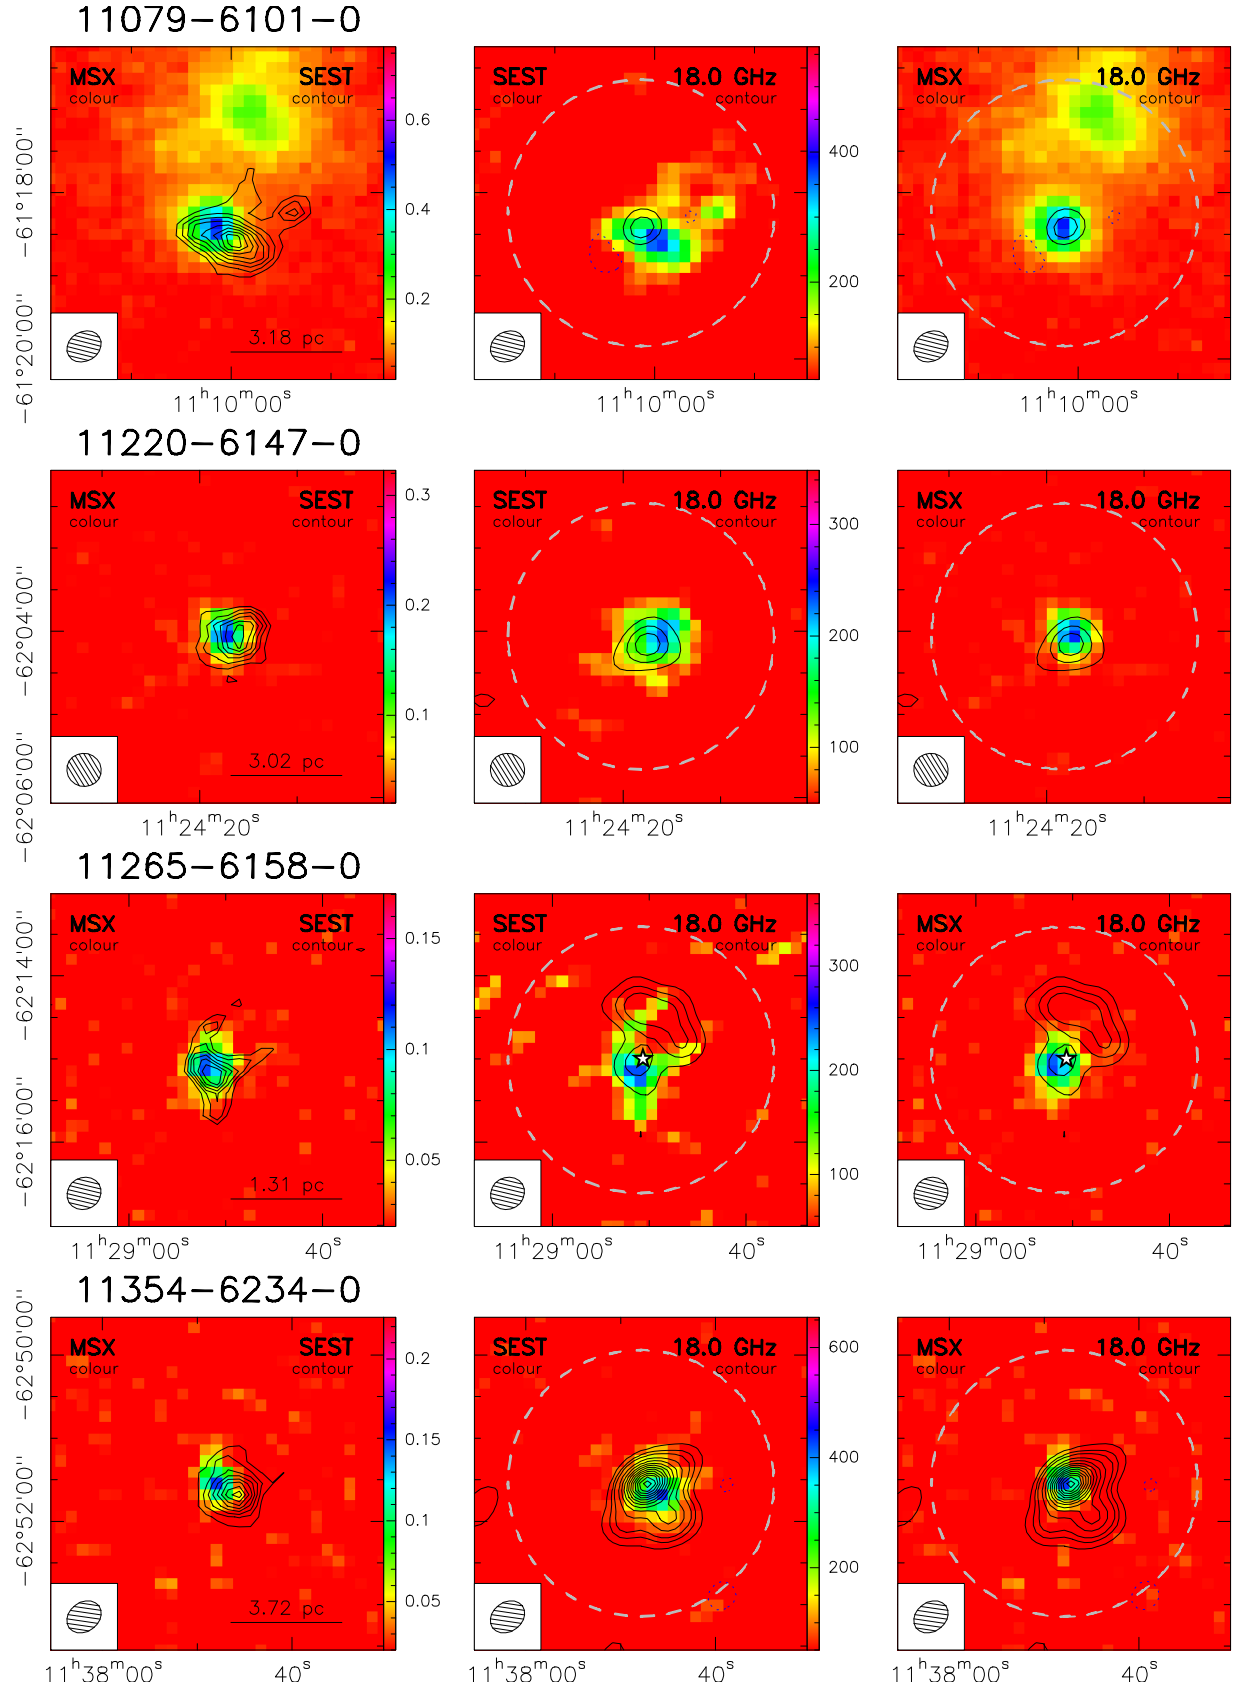 11079−6101−0
MSX SEST
colour contour
SEST 18.0 GHz
colour contour
MSX 18.0 GHz
colour contour
0.6
0.4
0.2
400
200
−61°18'00''
−61°20'00''
3.18 pc
11h10m00s
11h10m00s
11h10m00s
11220−6147−0
MSX SEST
colour contour
SEST 18.0 GHz
colour contour
MSX 18.0 GHz
colour contour
0.3
0.2
0.1
300
200
100
−62°04'00''
−62°06'00''
3.02 pc
11h24m20s
11h24m20s
11h24m20s
11265−6158−0
MSX SEST
colour contour
SEST 18.0 GHz
colour contour
MSX 18.0 GHz
colour contour
0.15
0.1
0.05
300
200
100
−62°14'00''
−62°16'00''
1.31 pc
11h29m00s 40s
11h29m00s 40s
11h29m00s 40s
11354−6234−0
MSX SEST
colour contour
SEST 18.0 GHz
colour contour
MSX 18.0 GHz
colour contour
0.2
0.15
0.1
0.05
600
400
200
−62°50'00''
−62°52'00''
3.72 pc
11h38m00s 40s
11h38m00s 40s
11h38m00s 40s